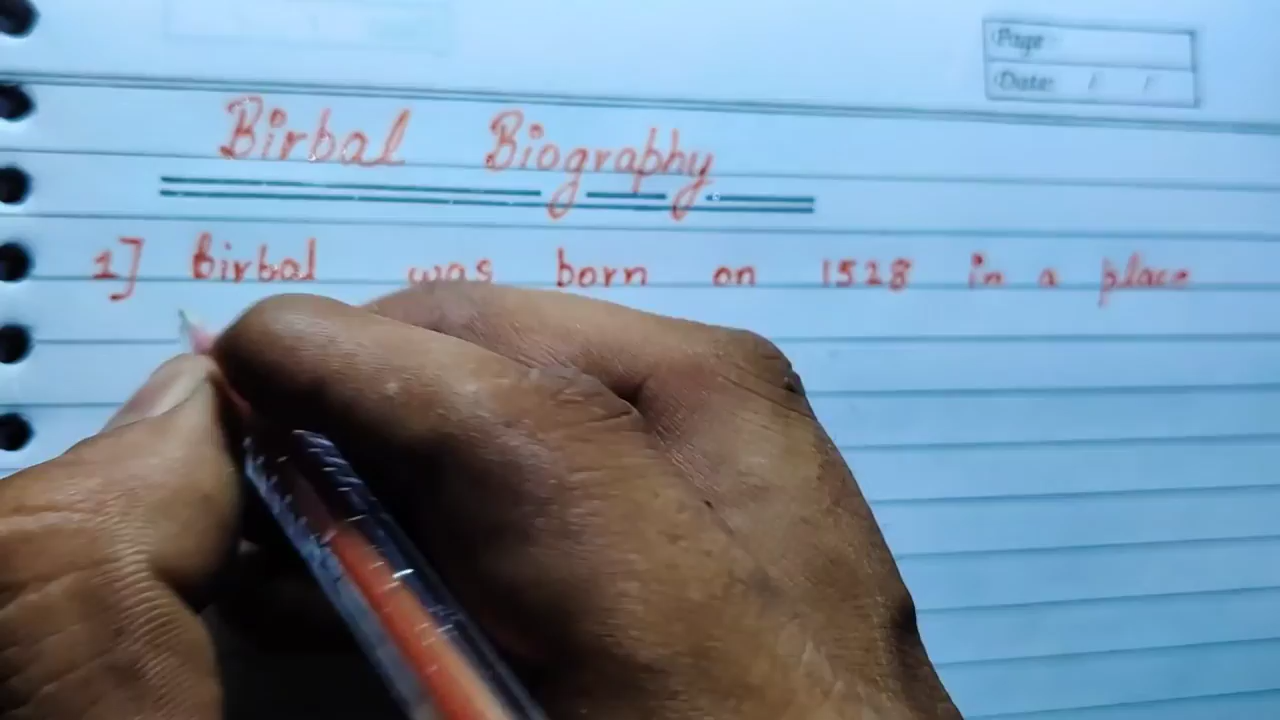 Page
Date / /
Birbal Biography
1] Birbal was born on 1528 in a place